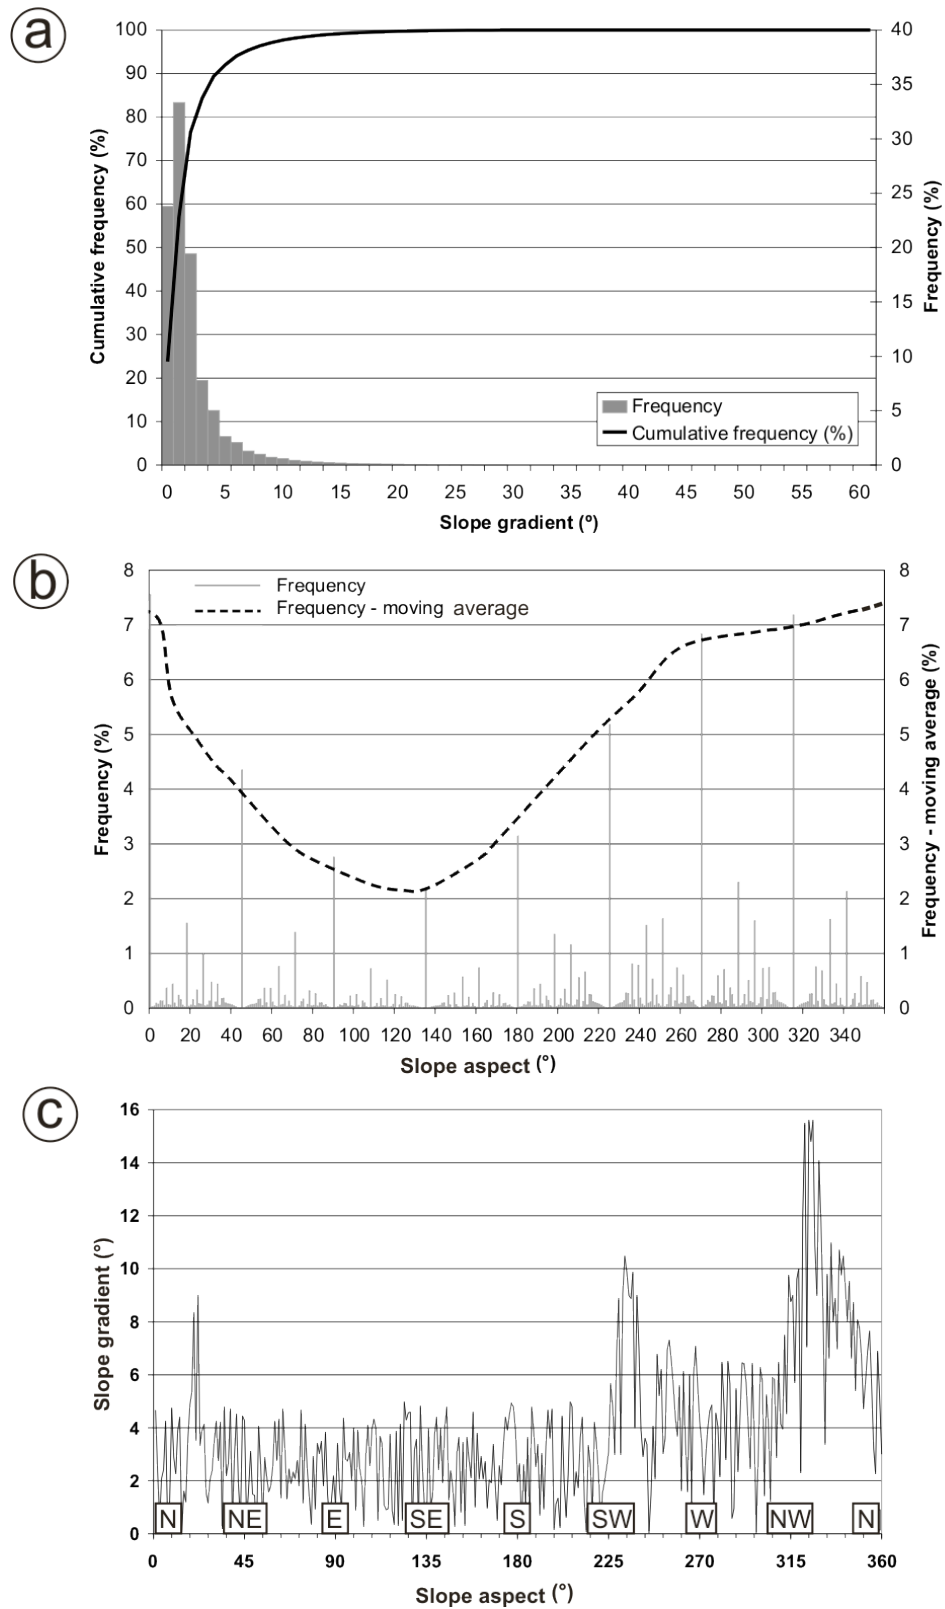 a
100
90
80
70
60
50
40
30
20
10
0
Cumulative frequency (%)
40
35
30
25
20
15
10
5
0
Frequency (%)
Frequency
Cumulative frequency (%)
0 5 10 15 20 25 30 35 40 45 50 55 60
Slope gradient (º)
b
8
7
6
5
4
3
2
1
0
Frequency (%)
Frequency
Frequency - moving average
8
7
6
5
4
3
2
1
0
Frequency - moving average (%)
0 20 40 60 80 100 120 140 160 180 200 220 240 260 280 300 320 340
Slope aspect (°)
c
16
14
12
10
8
6
4
2
0
Slope gradient (°)
N NE E SE S SW W NW N
0 45 90 135 180 225 270 315 360
Slope aspect (°)